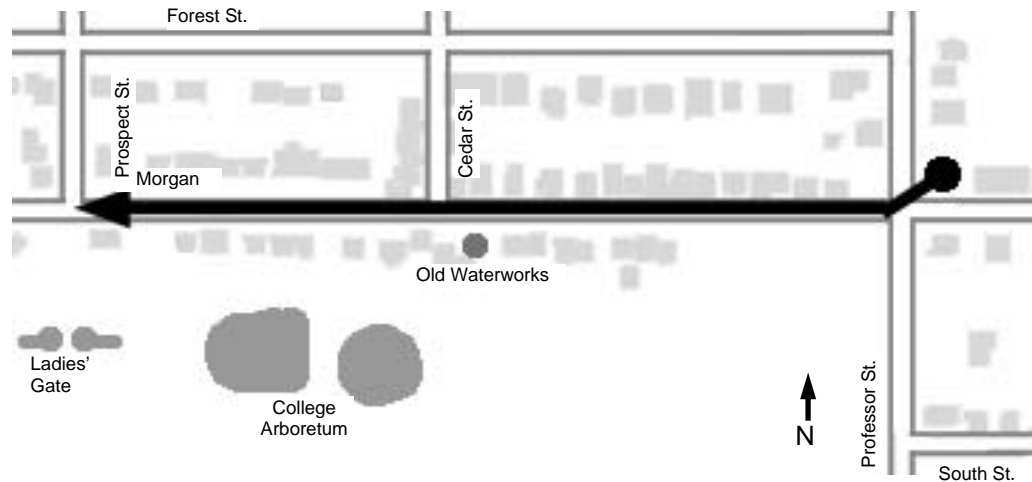 Forest St.
Prospect St.
Cedar St.
Morgan
Old Waterworks
Ladies’
Gate
College
Arboretum
N
Professor St.
South St.